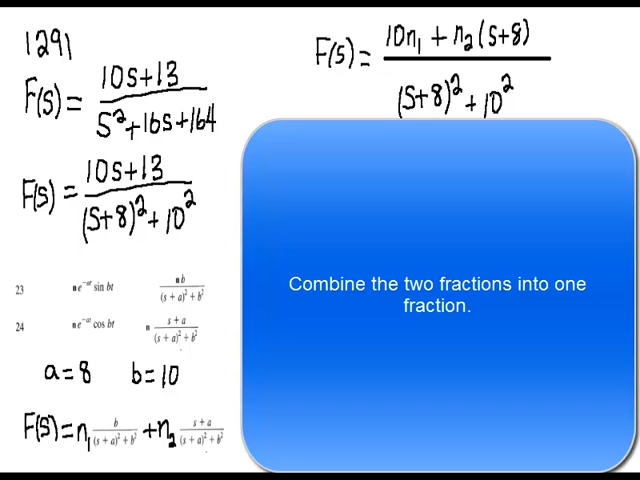 1291
F(s) = 10s+13 / s²+16s+164
F(s) = 10s+13 / (s+8)²+10²
23 n e^-at sin bt nb / (s + a)² + b²
24 n e^-at cos bt n s + a / (s + a)² + b²
a=8 b=10
F(s)=n₁ b / (s + a)² + b² +n₂ s + a / (s + a)² + b²
F(s)= 10n₁ + n₂(s+8) / (s+8)² +10²
Combine the two fractions into one
fraction.